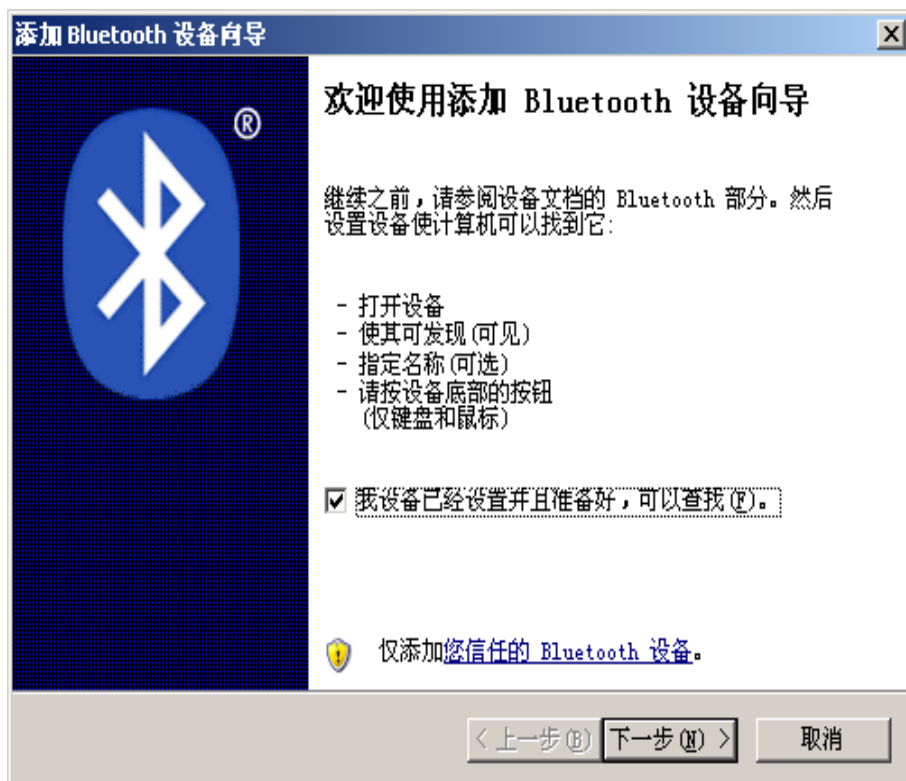 添加 Bluetooth 设备向导
®
欢迎使用添加 Bluetooth 设备向导
继续之前，请参阅设备文档的 Bluetooth 部分。然后
设置设备使计算机可以找到它:
- 打开设备
- 使其可发现(可见)
- 指定名称(可选)
- 请按设备底部的按钮
(仅键盘和鼠标)
我设备已经设置并且准备好，可以查找(F)。
仅添加您信任的 Bluetooth 设备。
< 上一步(B)
下一步(N) >
取消